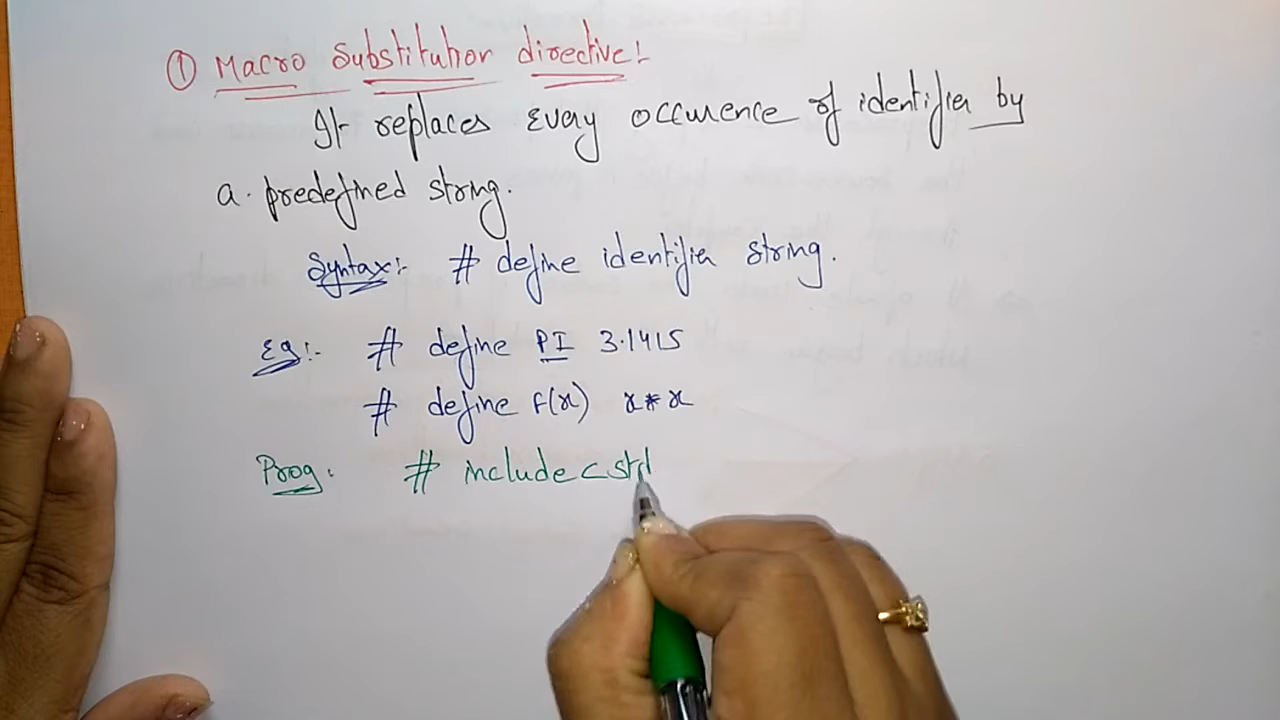 ① Macro Substitution directive:
It replaces every occurence of identifier by
a predefined string.
Syntax:- # define identifier string.
Eg:- # define PI 3.1415
# define f(x) x*x
Prog: # include < std